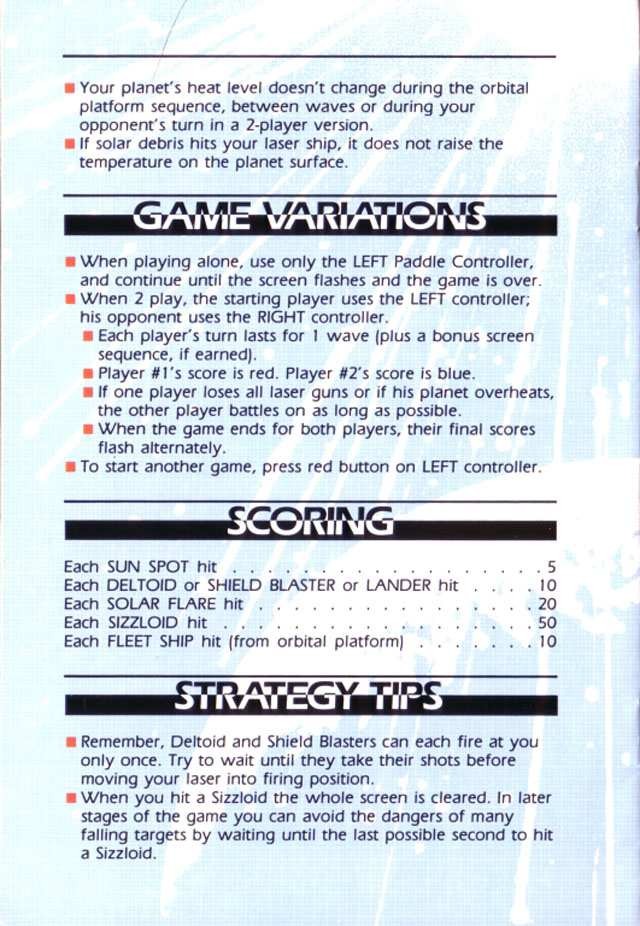 ■ Your planet's heat level doesn't change during the orbital
platform sequence, between waves or during your
opponent's turn in a 2-player version.
■ If solar debris hits your laser ship, it does not raise the
temperature on the planet surface.
GAME VARIATIONS
■ When playing alone, use only the LEFT Paddle Controller,
and continue until the screen flashes and the game is over.
■ When 2 play, the starting player uses the LEFT controller;
his opponent uses the RIGHT controller.
■ Each player's turn lasts for 1 wave (plus a bonus screen
sequence, if earned).
■ Player #1's score is red. Player #2's score is blue.
■ If one player loses all laser guns or if his planet overheats,
the other player battles on as long as possible.
■ When the game ends for both players, their final scores
flash alternately.
■ To start another game, press red button on LEFT controller.
SCORING
Each SUN SPOT hit . . . . . . . . . . . . . . . . . . 5
Each DELTOID or SHIELD BLASTER or LANDER hit . . . . 10
Each SOLAR FLARE hit . . . . . . . . . . . . . . . . 20
Each SIZZLOID hit . . . . . . . . . . . . . . . . . . 50
Each FLEET SHIP hit (from orbital platform) . . . . . . . 10
STRATEGY TIPS
■ Remember, Deltoid and Shield Blasters can each fire at you
only once. Try to wait until they take their shots before
moving your laser into firing position.
■ When you hit a Sizzloid the whole screen is cleared. In later
stages of the game you can avoid the dangers of many
falling targets by waiting until the last possible second to hit
a Sizzloid.